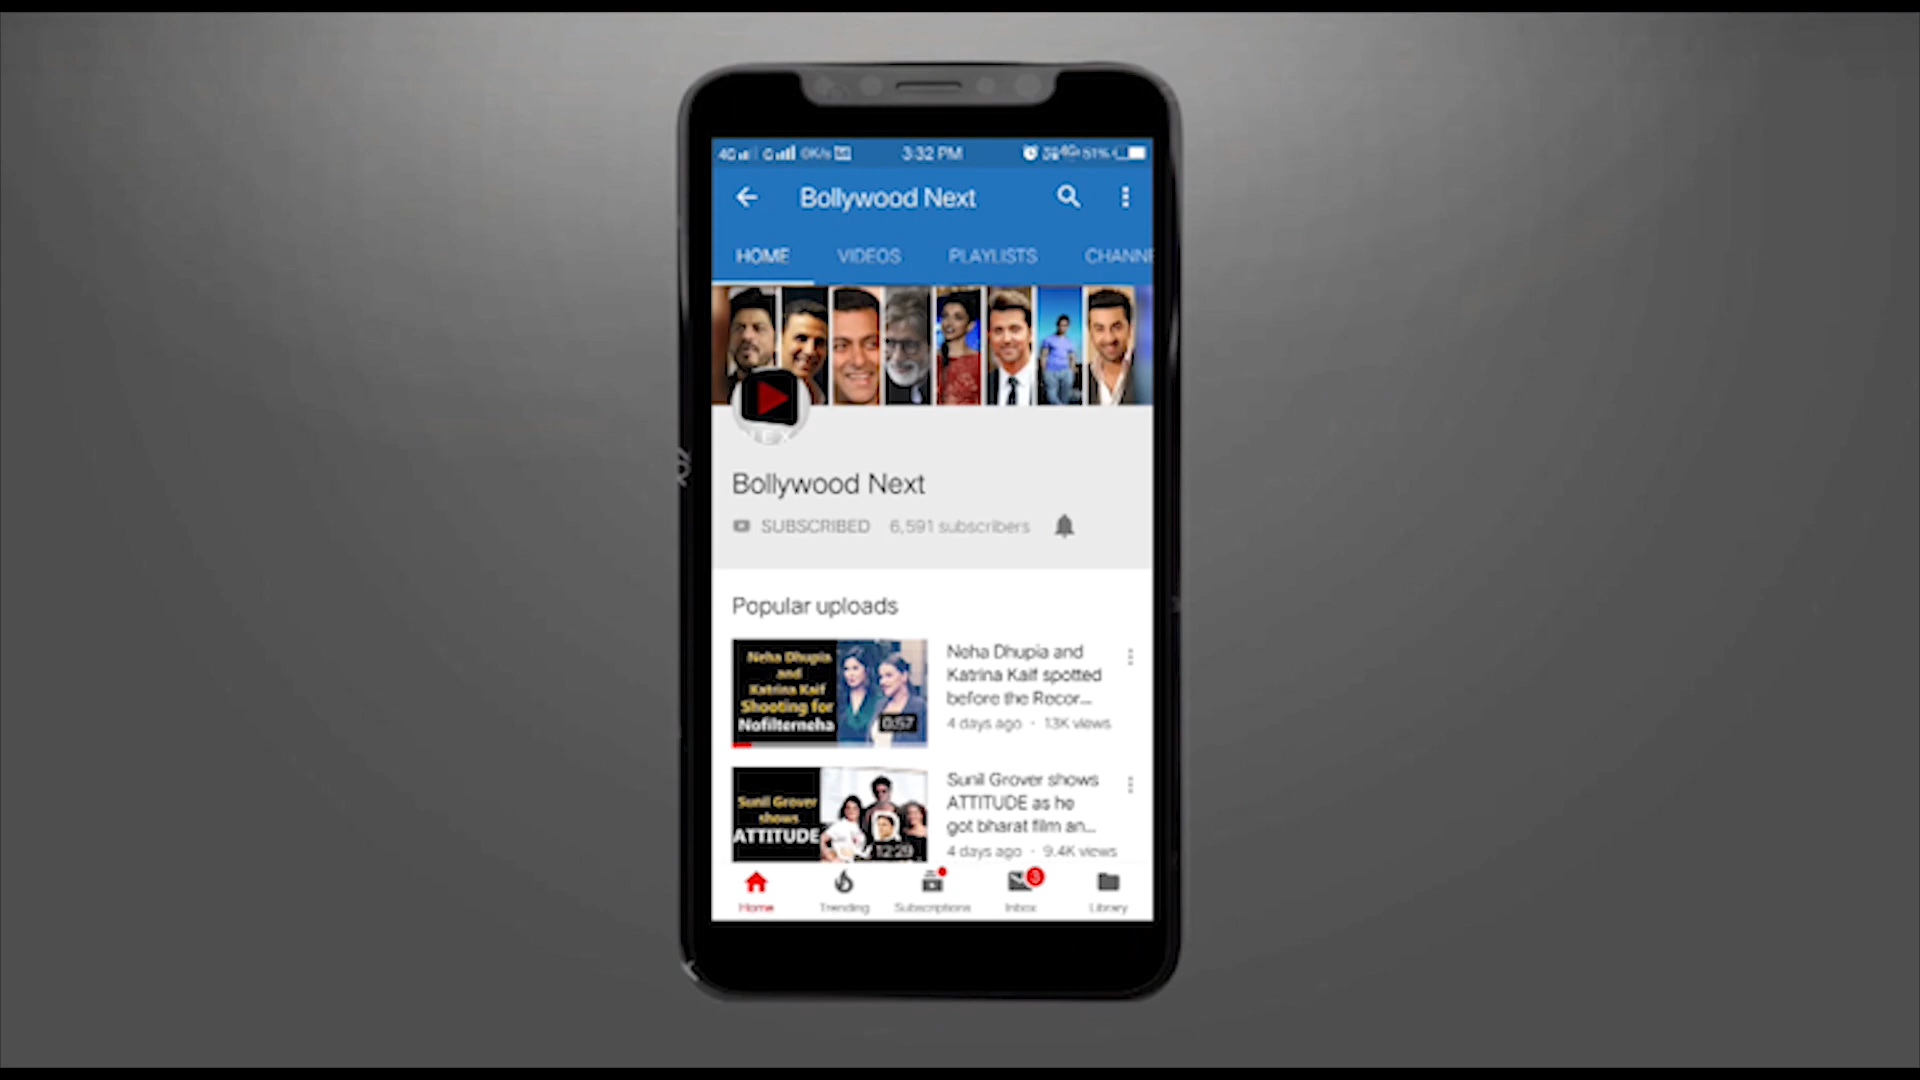 3:32 PM
51%
Bollywood Next
HOME VIDEOS PLAYLISTS CHANNE
Bollywood Next
SUBSCRIBED 6,591 subscribers
Popular uploads
Neha Dhupia
and
Katrina Kaif
Shooting for
Nofilterneha
0:57
Neha Dhupia and
Katrina Kaif spotted
before the Recor...
4 days ago · 13K views
Sunil Grover
shows
ATTITUDE
12:29
Sunil Grover shows
ATTITUDE as he
got bharat film an...
4 days ago · 9.4K views
3
Home Trending Subscriptions Inbox Library